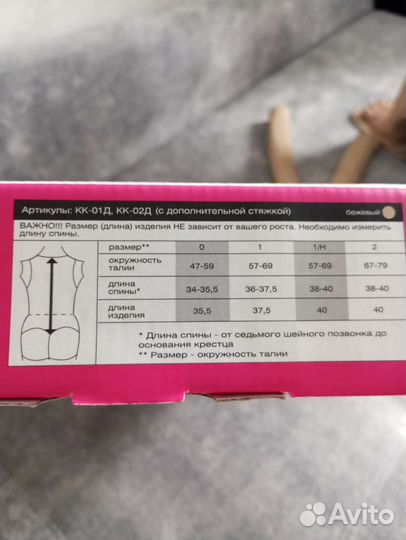 Артикулы: КК-01Д, КК-02Д (с дополнительной стяжкой) бежевый
ВАЖНО!!! Размер (длина) изделия НЕ зависит от вашего роста. Необходимо измерить
длину спины.
размер** 0 1 1/Н 2
окружность талии 47-59 57-69 57-69 67-79
длина спины* 34-35,5 36-37,5 38-40 38-40
длина изделия 35,5 37,5 40 40
* Длина спины - от седьмого шейного позвонка до
основания крестца
** Размер - окружность талии
Avito